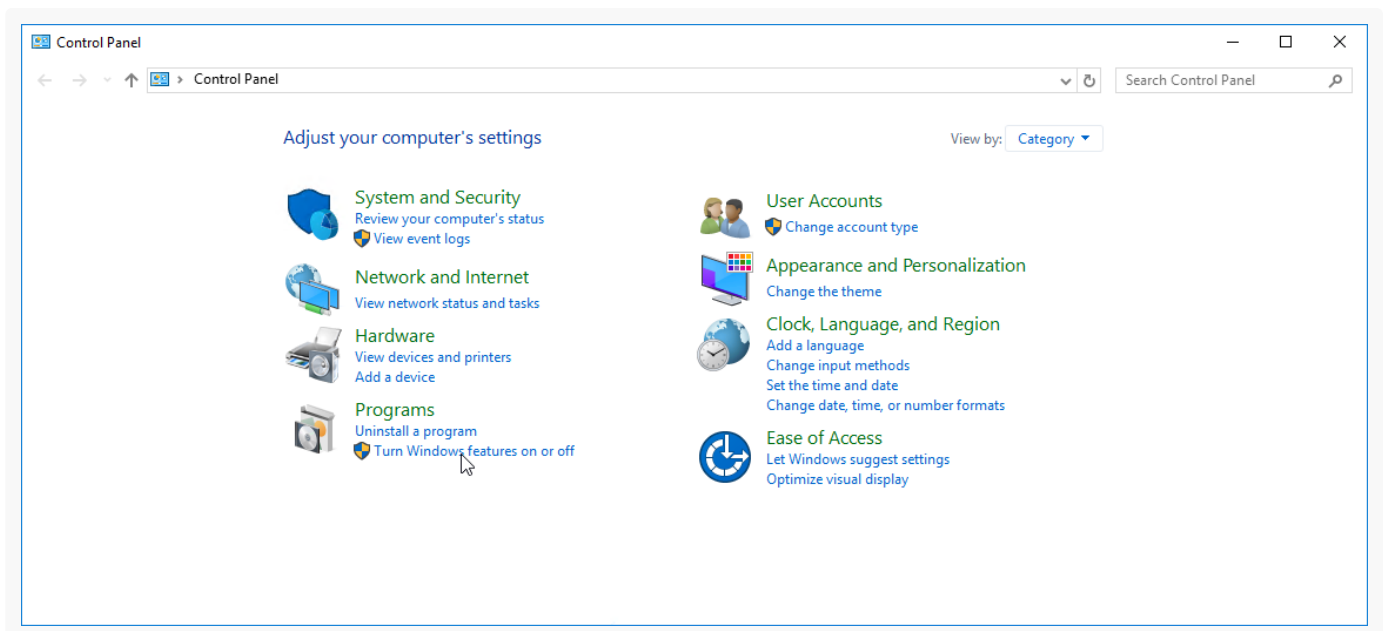 Control Panel
Control Panel
Search Control Panel
Adjust your computer's settings
View by: Category
System and Security
Review your computer's status
View event logs
Network and Internet
View network status and tasks
Hardware
View devices and printers
Add a device
Programs
Uninstall a program
Turn Windows features on or off
User Accounts
Change account type
Appearance and Personalization
Change the theme
Clock, Language, and Region
Add a language
Change input methods
Set the time and date
Change date, time, or number formats
Ease of Access
Let Windows suggest settings
Optimize visual display